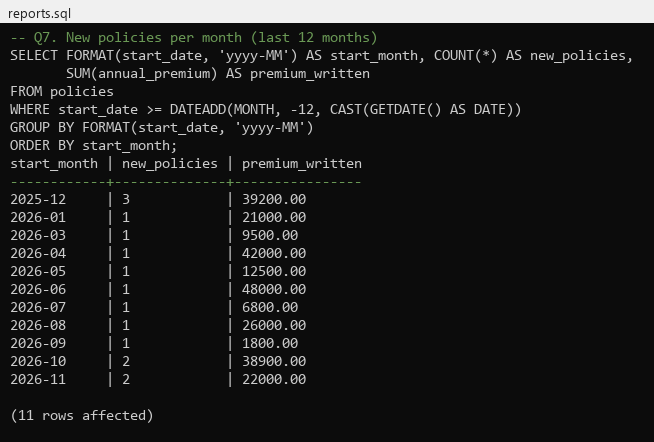 reports.sql
-- Q7. New policies per month (last 12 months)
SELECT FORMAT(start_date, 'yyyy-MM') AS start_month, COUNT(*) AS new_policies,
       SUM(annual_premium) AS premium_written
FROM policies
WHERE start_date >= DATEADD(MONTH, -12, CAST(GETDATE() AS DATE))
GROUP BY FORMAT(start_date, 'yyyy-MM')
ORDER BY start_month;
start_month | new_policies | premium_written
------------+--------------+----------------
2025-12     | 3            | 39200.00
2026-01     | 1            | 21000.00
2026-03     | 1            | 9500.00
2026-04     | 1            | 42000.00
2026-05     | 1            | 12500.00
2026-06     | 1            | 48000.00
2026-07     | 1            | 6800.00
2026-08     | 1            | 26000.00
2026-09     | 1            | 1800.00
2026-10     | 2            | 38900.00
2026-11     | 2            | 22000.00
(11 rows affected)